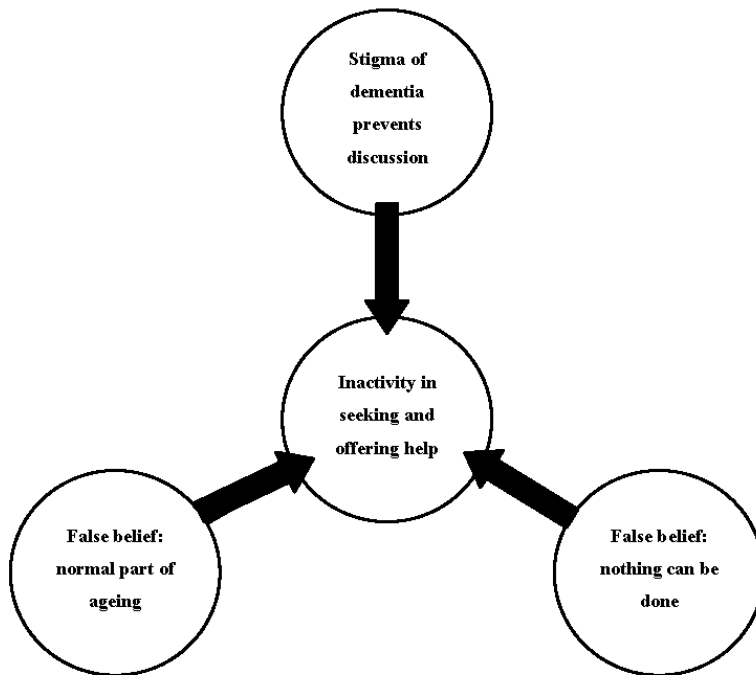 Stigma of
dementia
prevents
discussion
Inactivity in
seeking and
offering help
False belief:
normal part of
ageing
False belief:
nothing can be
done